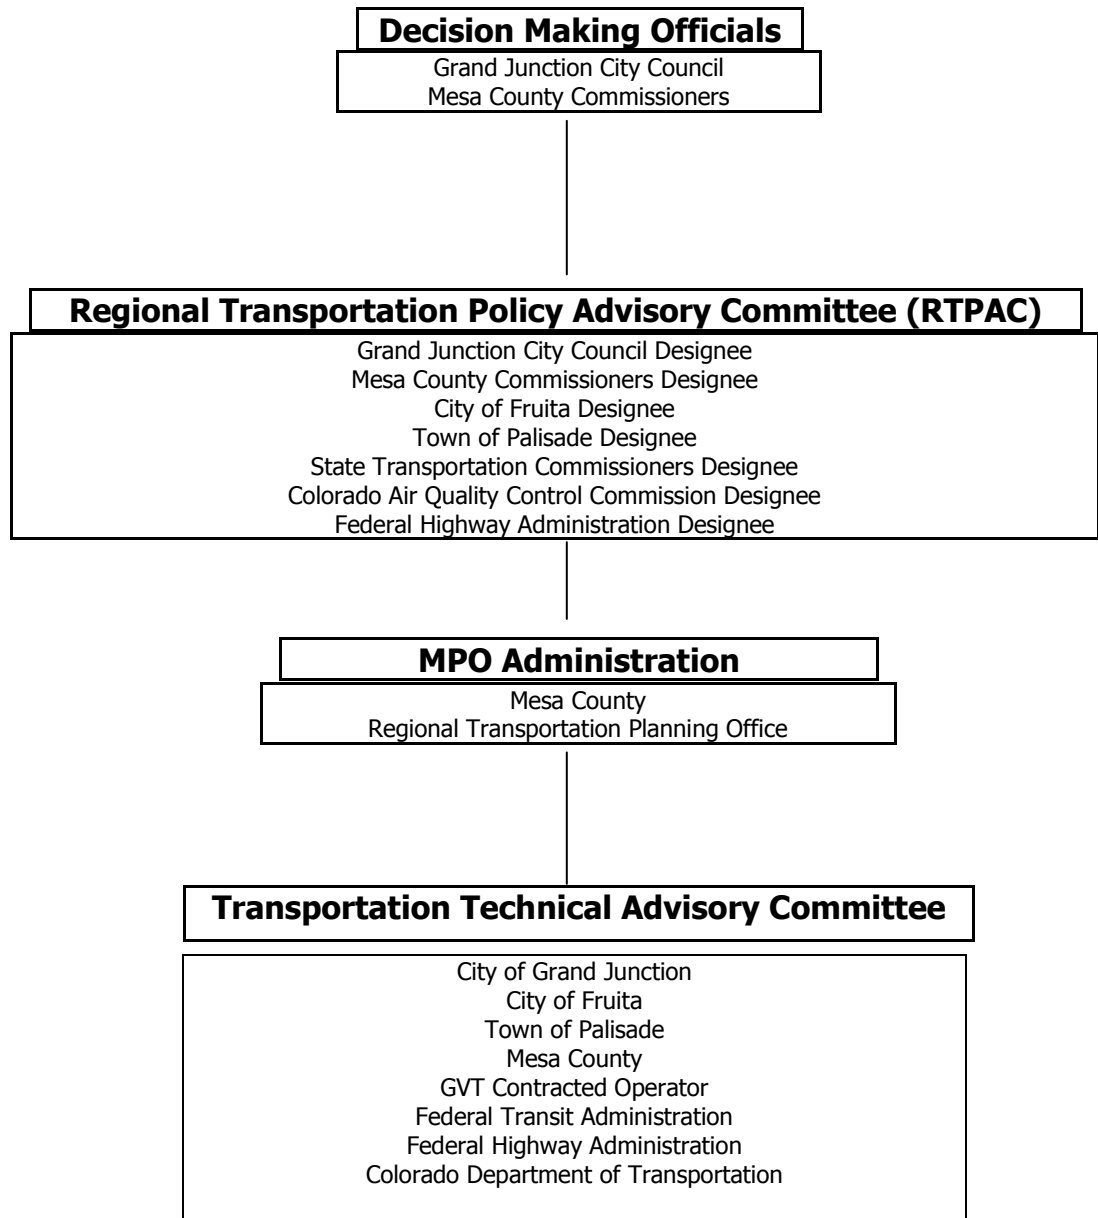 Decision Making Officials
Grand Junction City Council
Mesa County Commissioners
Regional Transportation Policy Advisory Committee (RTPAC)
Grand Junction City Council Designee
Mesa County Commissioners Designee
City of Fruita Designee
Town of Palisade Designee
State Transportation Commissioners Designee
Colorado Air Quality Control Commission Designee
Federal Highway Administration Designee
MPO Administration
Mesa County
Regional Transportation Planning Office
Transportation Technical Advisory Committee
City of Grand Junction
City of Fruita
Town of Palisade
Mesa County
GVT Contracted Operator
Federal Transit Administration
Federal Highway Administration
Colorado Department of Transportation